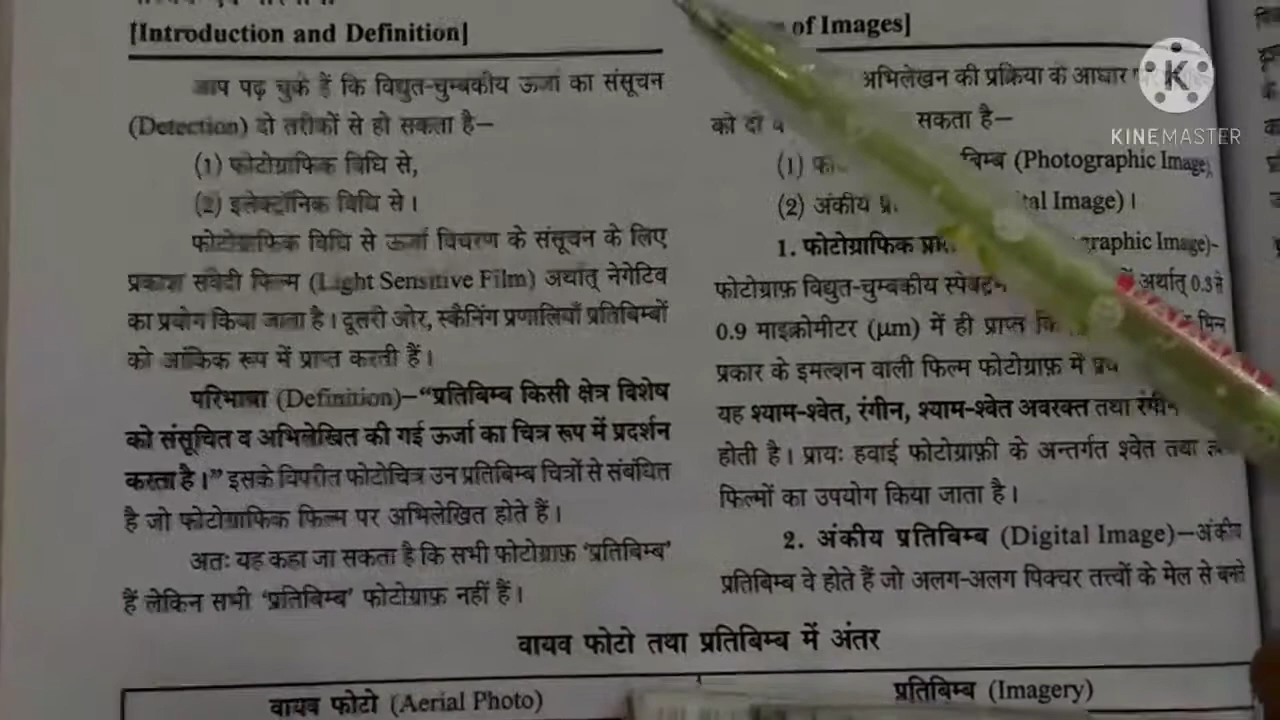 [Introduction and Definition]
आप पढ़ चुके हैं कि विद्युत-चुम्बकीय ऊर्जा का संसूचन
(Detection) दो तरीकों से हो सकता है–
(1) फोटोग्राफिक विधि से,
(2) इलेक्ट्रॉनिक विधि से।
फोटोग्राफिक विधि से ऊर्जा विचरण के संसूचन के लिए
प्रकाश संवेदी फिल्म (Light Sensitive Film) अर्थात् नेगेटिव
का प्रयोग किया जाता है। दूसरी ओर, स्कैनिंग प्रणालियाँ प्रतिबिम्बों
को आंकिक रूप में प्राप्त करती हैं।
परिभाषा (Definition)–“प्रतिबिम्ब किसी क्षेत्र विशेष
को संसूचित व अभिलेखित की गई ऊर्जा का चित्र रूप में प्रदर्शन
करता है।” इसके विपरीत फोटोचित्र उन प्रतिबिम्ब चित्रों से संबंधित
है जो फोटोग्राफिक फिल्म पर अभिलेखित होते हैं।
अतः यह कहा जा सकता है कि सभी फोटोग्राफ़ ‘प्रतिबिम्ब’
हैं लेकिन सभी ‘प्रतिबिम्ब’ फोटोग्राफ़ नहीं हैं।
of Images]
अभिलेखन की प्रक्रिया के आधार
को दो सकता है–
(1) बिम्ब (Photographic Image),
(2) अंकीय Image)।
1. फोटोग्राफिक graphic Image)-
फोटोग्राफ़ विद्युत-चुम्बकीय में अर्थात् 0.3 से
0.9 माइक्रोमीटर (μm) में ही प्राप्त
प्रकार के इमल्शन वाली फिल्म फोटोग्राफ़ में
यह श्याम-श्वेत, रंगीन, श्याम-श्वेत अवरक्त तथा रंगीन
होती है। प्रायः हवाई फोटोग्राफ़ी के अन्तर्गत श्वेत तथा
फिल्मों का उपयोग किया जाता है।
2. अंकीय प्रतिबिम्ब (Digital Image)–अंकीय
प्रतिबिम्ब वे होते हैं जो अलग-अलग पिक्चर तत्त्वों के मेल से बनते
वायव फोटो तथा प्रतिबिम्ब में अंतर
वायव फोटो (Aerial Photo)
प्रतिबिम्ब (Imagery)
K
KINEMASTER